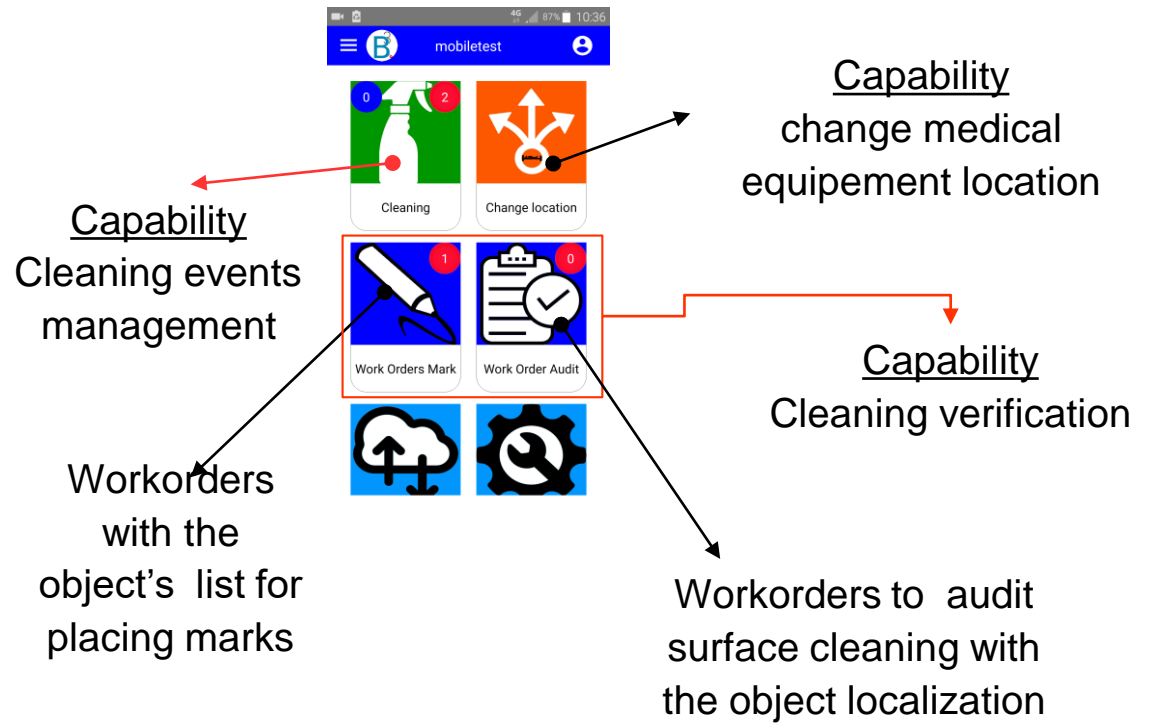 4G 87% 10:36
B
mobiletest
0
2
Cleaning
Change location
1
0
Work Orders Mark
Work Order Audit
Capability
Cleaning events
management
Capability
change medical
equipement location
Capability
Cleaning verification
Workorders
with the
object's list for
placing marks
Workorders to audit
surface cleaning with
the object localization